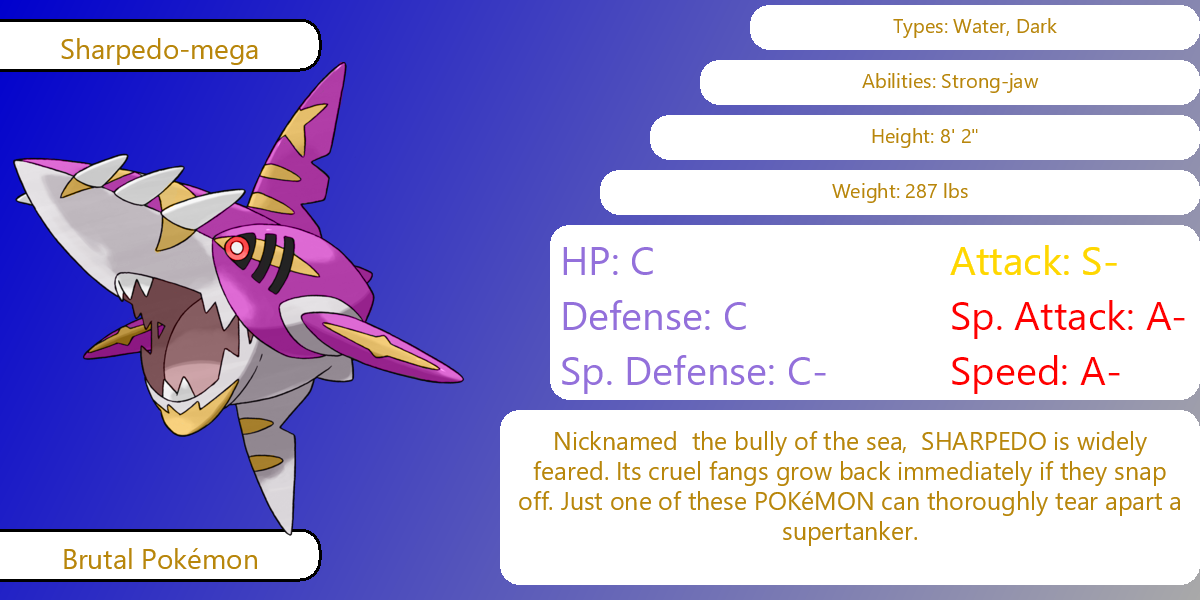 Sharpedo-mega
Types: Water, Dark
Abilities: Strong-jaw
Height: 8' 2"
Weight: 287 lbs
HP: C
Attack: S-
Defense: C
Sp. Attack: A-
Sp. Defense: C-
Speed: A-
Nicknamed  the bully of the sea,  SHARPEDO is widely
feared. Its cruel fangs grow back immediately if they snap
off. Just one of these POKéMON can thoroughly tear apart a
supertanker.
Brutal Pokémon